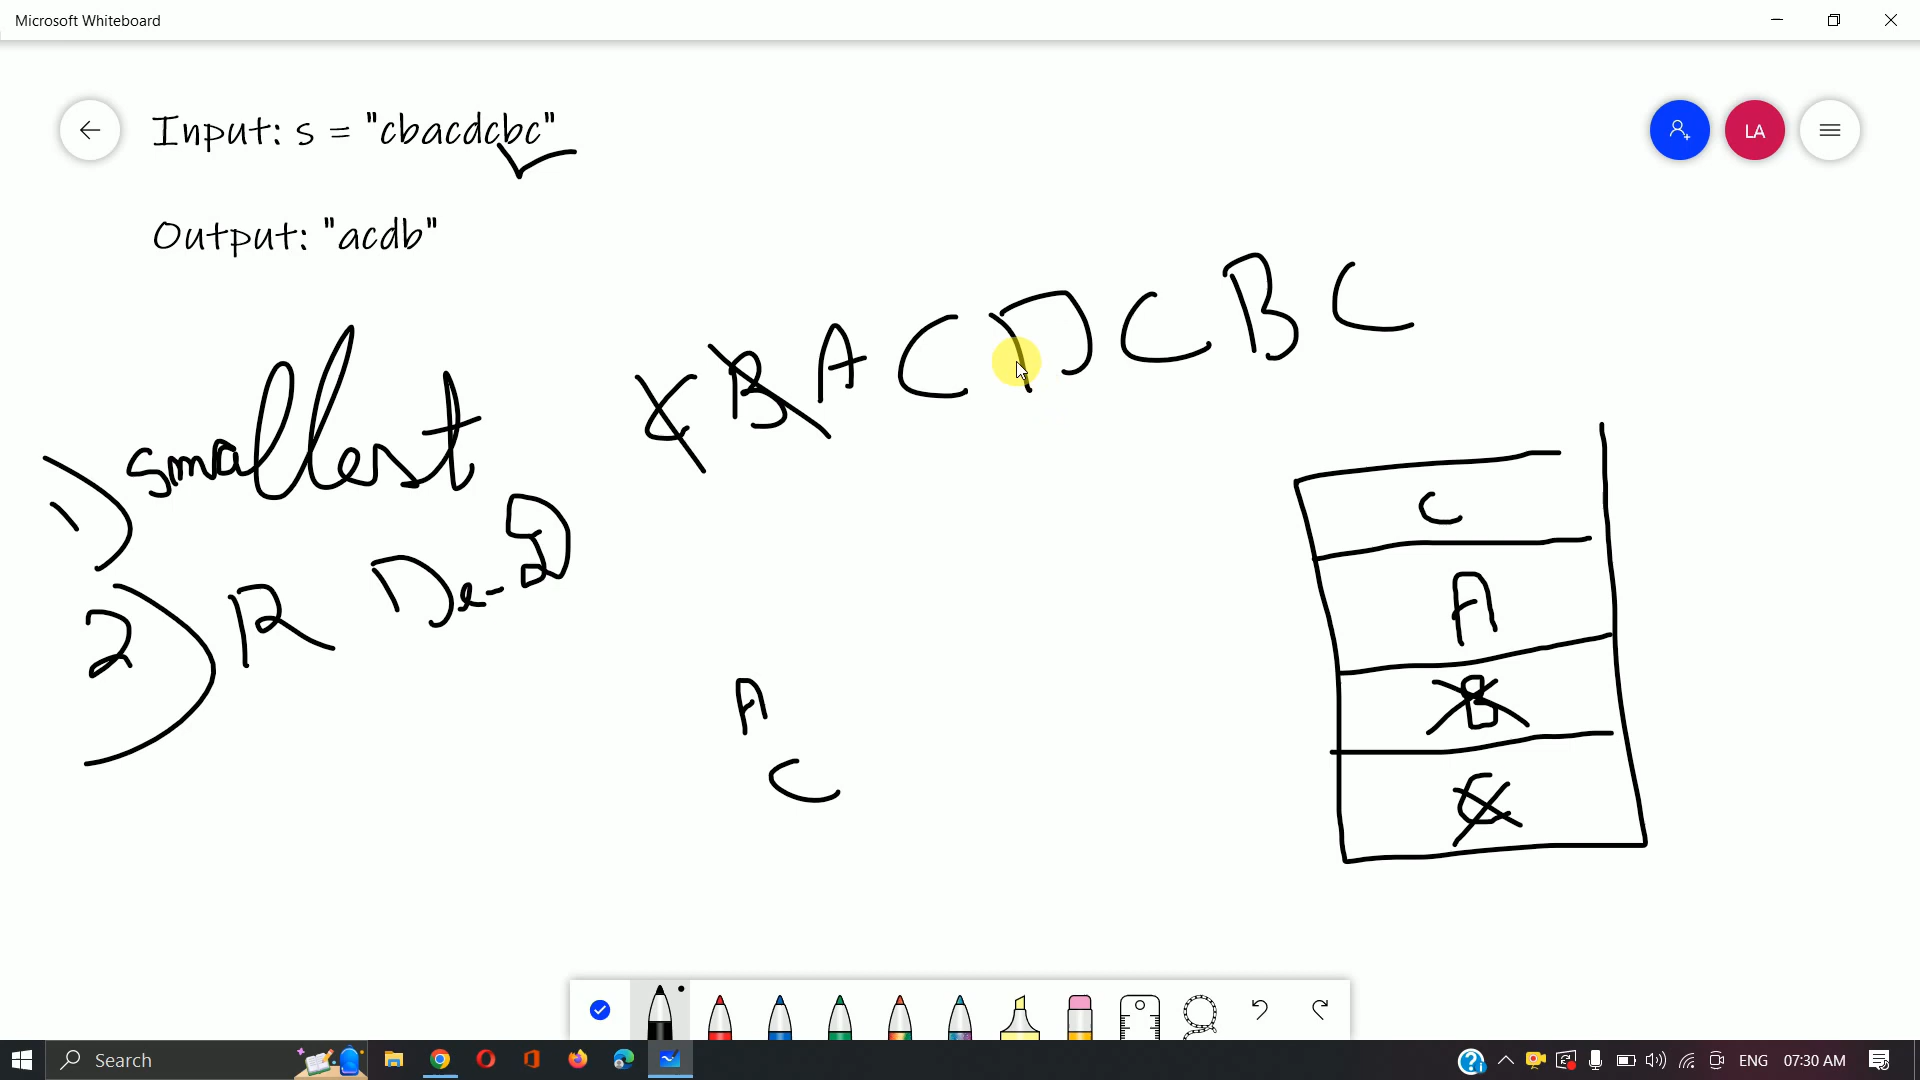 Microsoft Whiteboard
Input: s = "cbacdcbc"
LA
Output: "acdb"
C B A C D C B C
1) smallest
C
2) R De-D
A
A
B
C
C
Search
ENG 07:30 AM